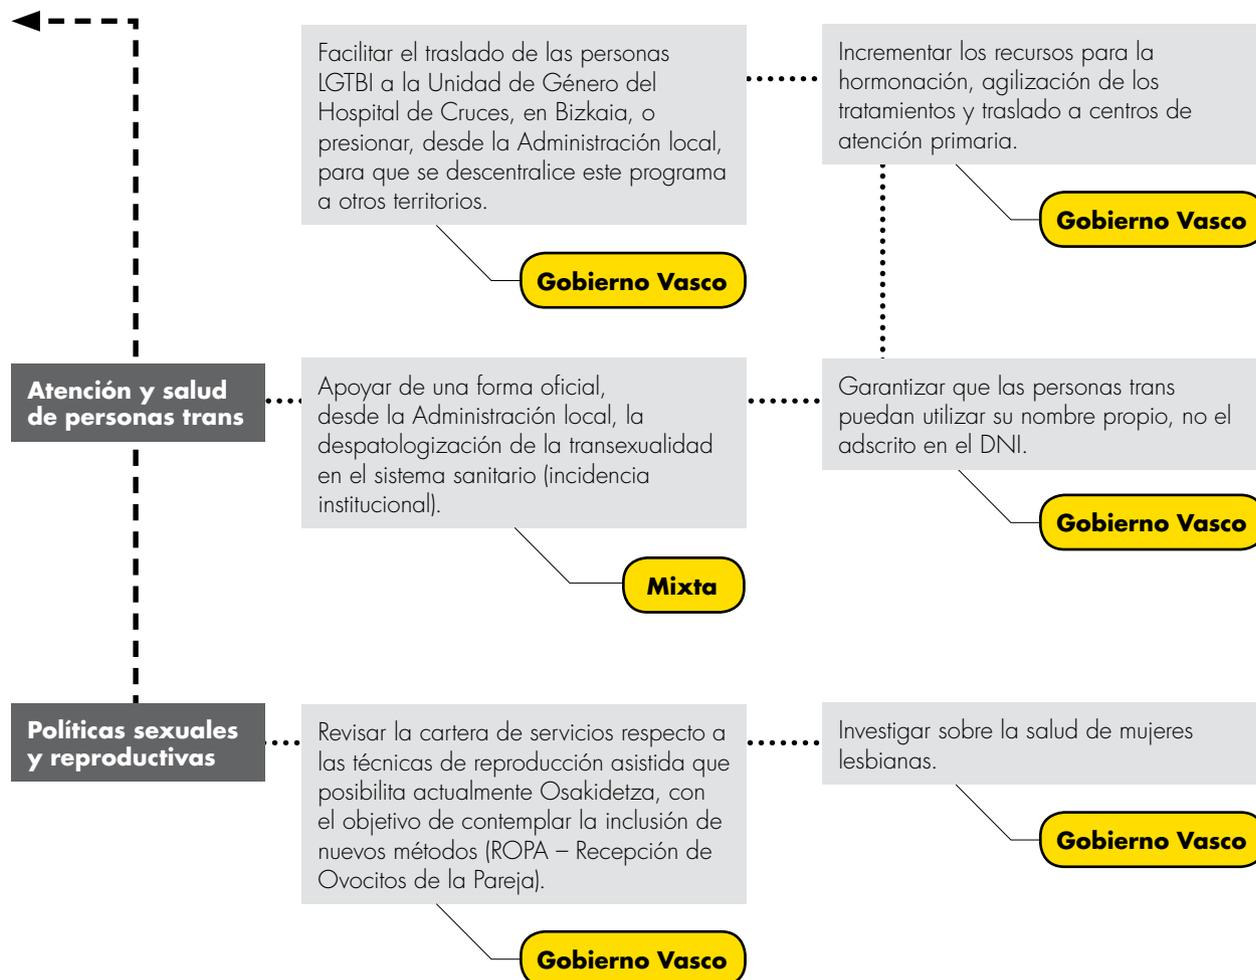 Facilitar el traslado de las personas
LGTBI a la Unidad de Género del
Hospital de Cruces, en Bizkaia, o
presionar, desde la Administración local,
para que se descentralice este programa
a otros territorios.
Gobierno Vasco
Incrementar los recursos para la
hormonación, agilización de los
tratamientos y traslado a centros de
atención primaria.
Gobierno Vasco
Atención y salud
de personas trans
Apoyar de una forma oficial,
desde la Administración local, la
despatologización de la transexualidad
en el sistema sanitario (incidencia
institucional).
Mixta
Garantizar que las personas trans
puedan utilizar su nombre propio, no el
adscrito en el DNI.
Gobierno Vasco
Políticas sexuales
y reproductivas
Revisar la cartera de servicios respecto a
las técnicas de reproducción asistida que
posibilita actualmente Osakidetza, con
el objetivo de contemplar la inclusión de
nuevos métodos (ROPA – Recepción de
Ovocitos de la Pareja).
Gobierno Vasco
Investigar sobre la salud de mujeres
lesbianas.
Gobierno Vasco